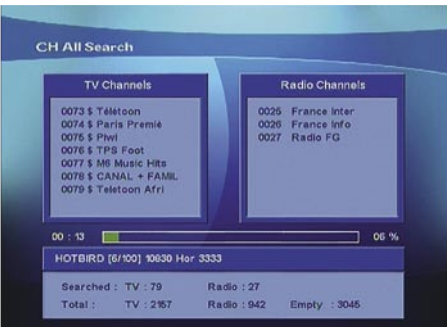 CH All Search
TV Channels
0073 $ Télétoon
0074 $ Paris Premiè
0075 $ Piwi
0076 $ TPS Foot
0077 $ M6 Music Hits
0078 $ CANAL + FAMIL
0079 $ Teletoon Afri
Radio Channels
0025 France Inter
0026 France Info
0027 Radio FG
00 : 13
06 %
HOTBIRD [6/100] 10830 Hor 3333
Searched : TV : 79 Radio : 27
Total : TV : 2157 Radio : 942 Empty : 3045